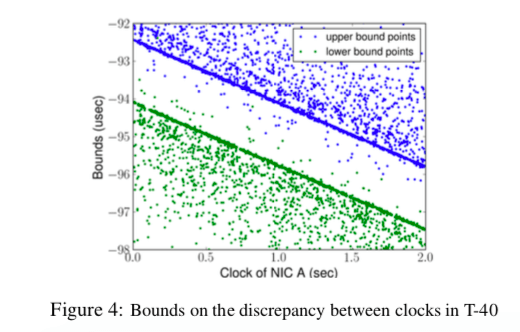 −92
−93
−94
−95
−96
−97
−98
Bounds (usec)
upper bound points
lower bound points
0.0 0.5 1.0 1.5 2.0
Clock of NIC A (sec)
Figure 4: Bounds on the discrepancy between clocks in T-40